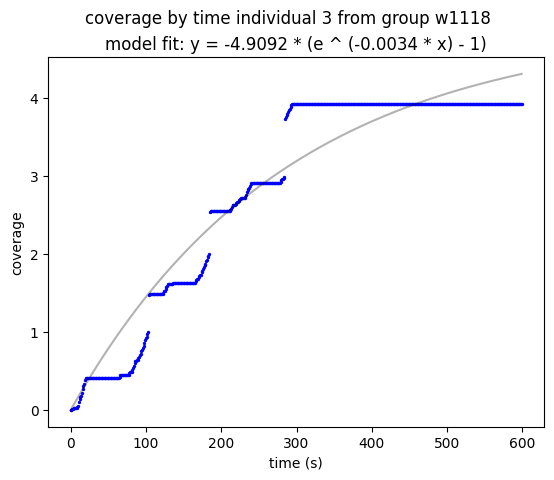 coverage by time individual 3 from group w1118
model fit: y = -4.9092 * (e ^ (-0.0034 * x) - 1)
4
3
2
1
0
coverage
0 100 200 300 400 500 600
time (s)